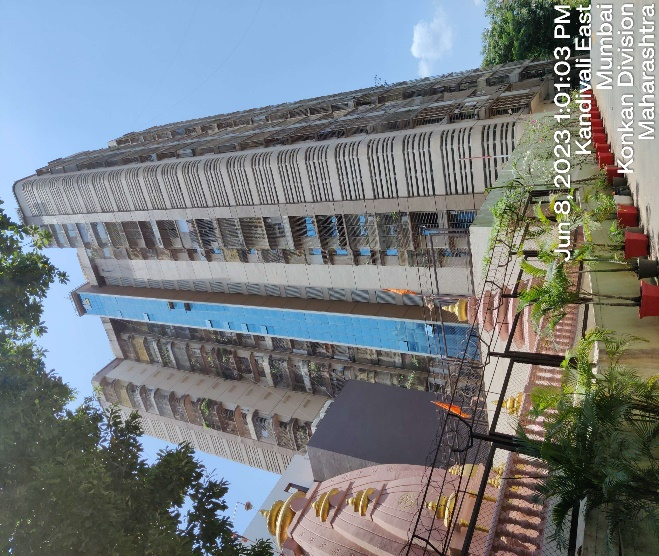 Jun 8, 2023 1:01:03 PM
Kandivali East
Mumbai
Konkan Division
Maharashtra